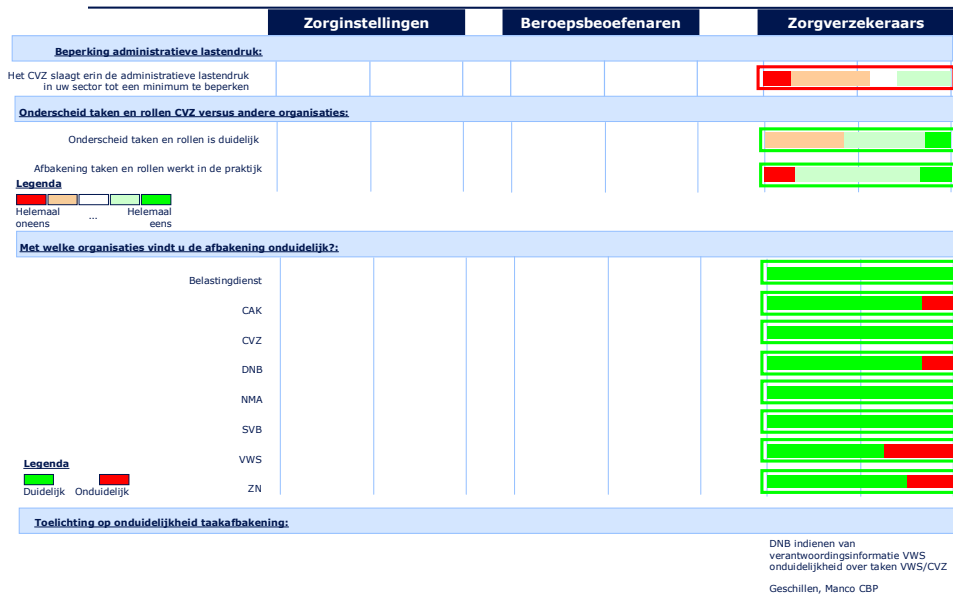 Zorginstellingen Beroepsbeoefenaren Zorgverzekeraars
Beperking administratieve lastendruk:
Het CVZ slaagt erin de administratieve lastendruk
in uw sector tot een minimum te beperken
Onderscheid taken en rollen CVZ versus andere organisaties:
Onderscheid taken en rollen is duidelijk
Afbakening taken en rollen werkt in de praktijk
Legenda
Helemaal oneens ... Helemaal eens
Met welke organisaties vindt u de afbakening onduidelijk?:
Belastingdienst
CAK
CVZ
DNB
NMA
SVB
VWS
ZN
Legenda
Duidelijk Onduidelijk
Toelichting op onduidelijkheid taakafbakening:
DNB indienen van
verantwoordingsinformatie VWS
onduidelijkheid over taken VWS/CVZ
Geschillen, Manco CBP